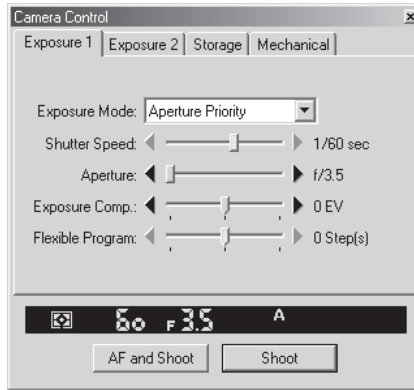 Camera Control
Exposure 1 Exposure 2 Storage Mechanical
Exposure Mode: Aperture Priority
Shutter Speed: 1/60 sec
Aperture: f/3.5
Exposure Comp.: 0 EV
Flexible Program: 0 Step(s)
60 F3.5 A
AF and Shoot Shoot